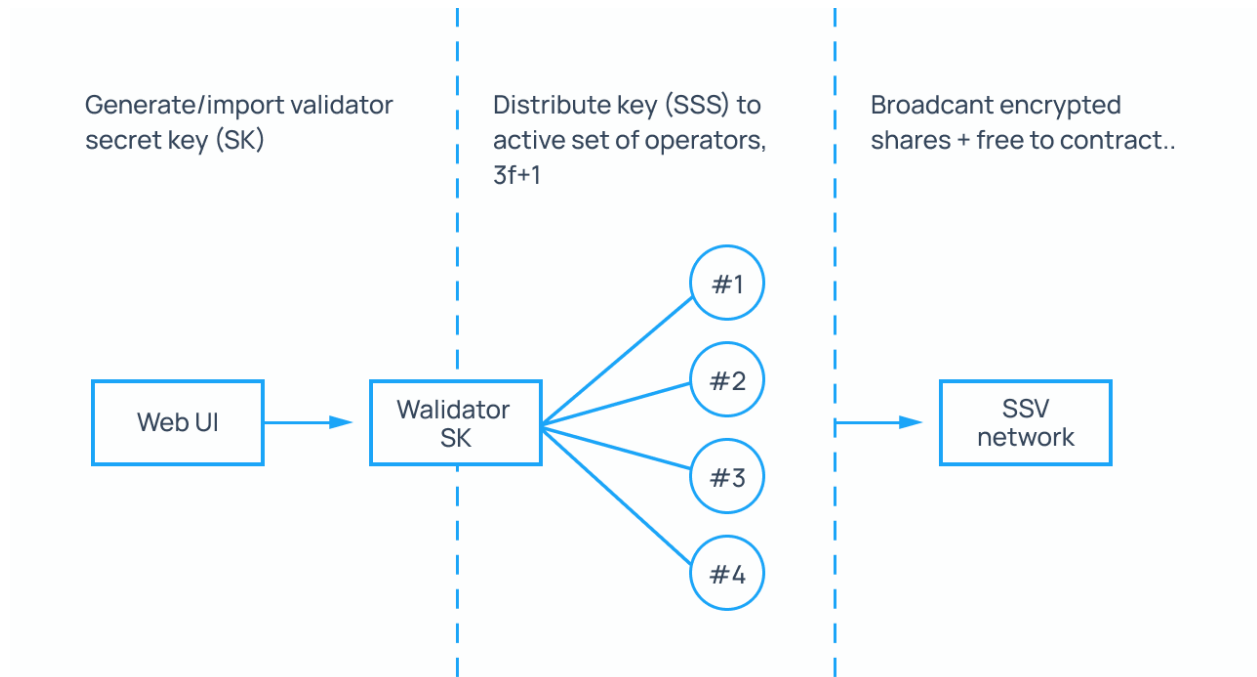 Generate/import validator
secret key (SK)
Distribute key (SSS) to
active set of operators,
3f+1
Broadcant encrypted
shares + free to contract..
Web UI
Walidator
SK
#1
#2
#3
#4
SSV
network